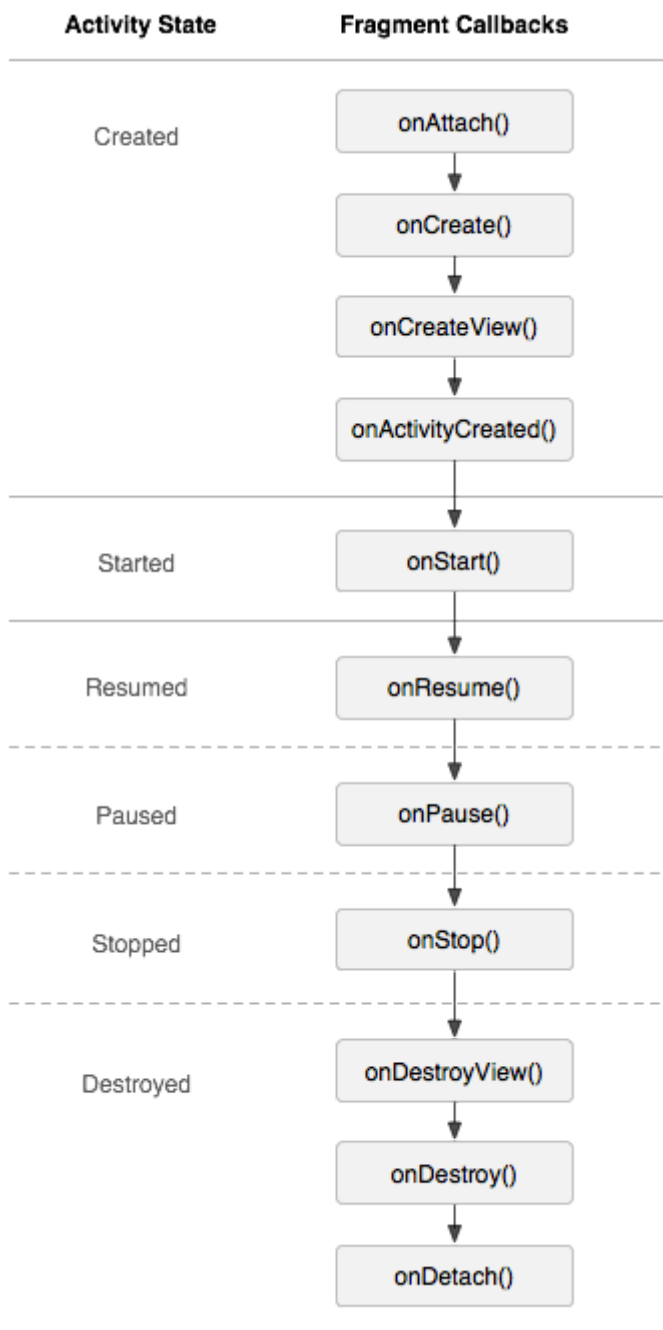 Activity State Fragment Callbacks
Created
onAttach()
onCreate()
onCreateView()
onActivityCreated()
Started
onStart()
Resumed
onResume()
Paused
onPause()
Stopped
onStop()
Destroyed
onDestroyView()
onDestroy()
onDetach()